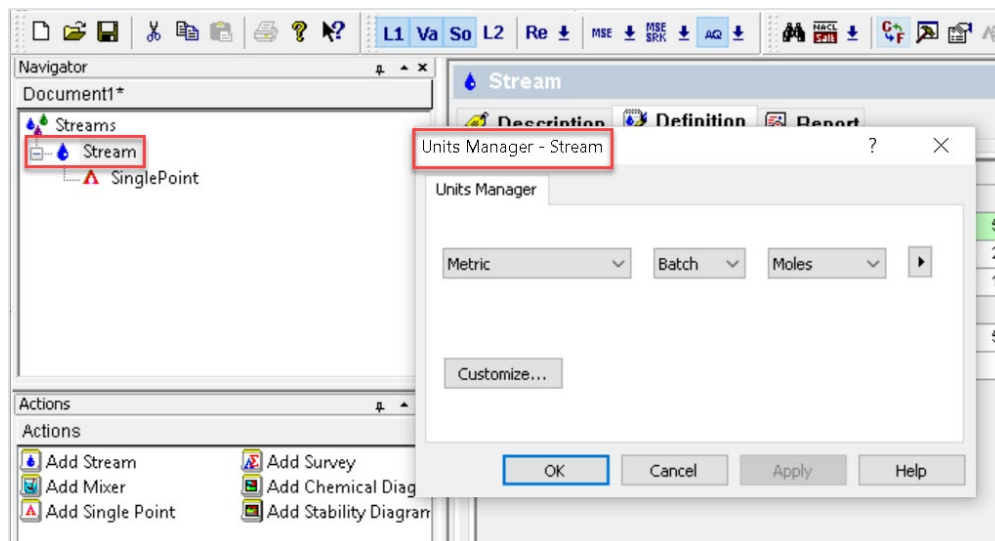 L1 Va So L2 Re MSE MSE SRK AQ NACL C F
Navigator
Document1*
Streams
Stream
SinglePoint
Stream
Description Definition Report
Units Manager - Stream ?
Units Manager
Metric Batch Moles
Customize...
OK Cancel Apply Help
Actions
Actions
Add Stream Add Survey
Add Mixer Add Chemical Diag
Add Single Point Add Stability Diagram